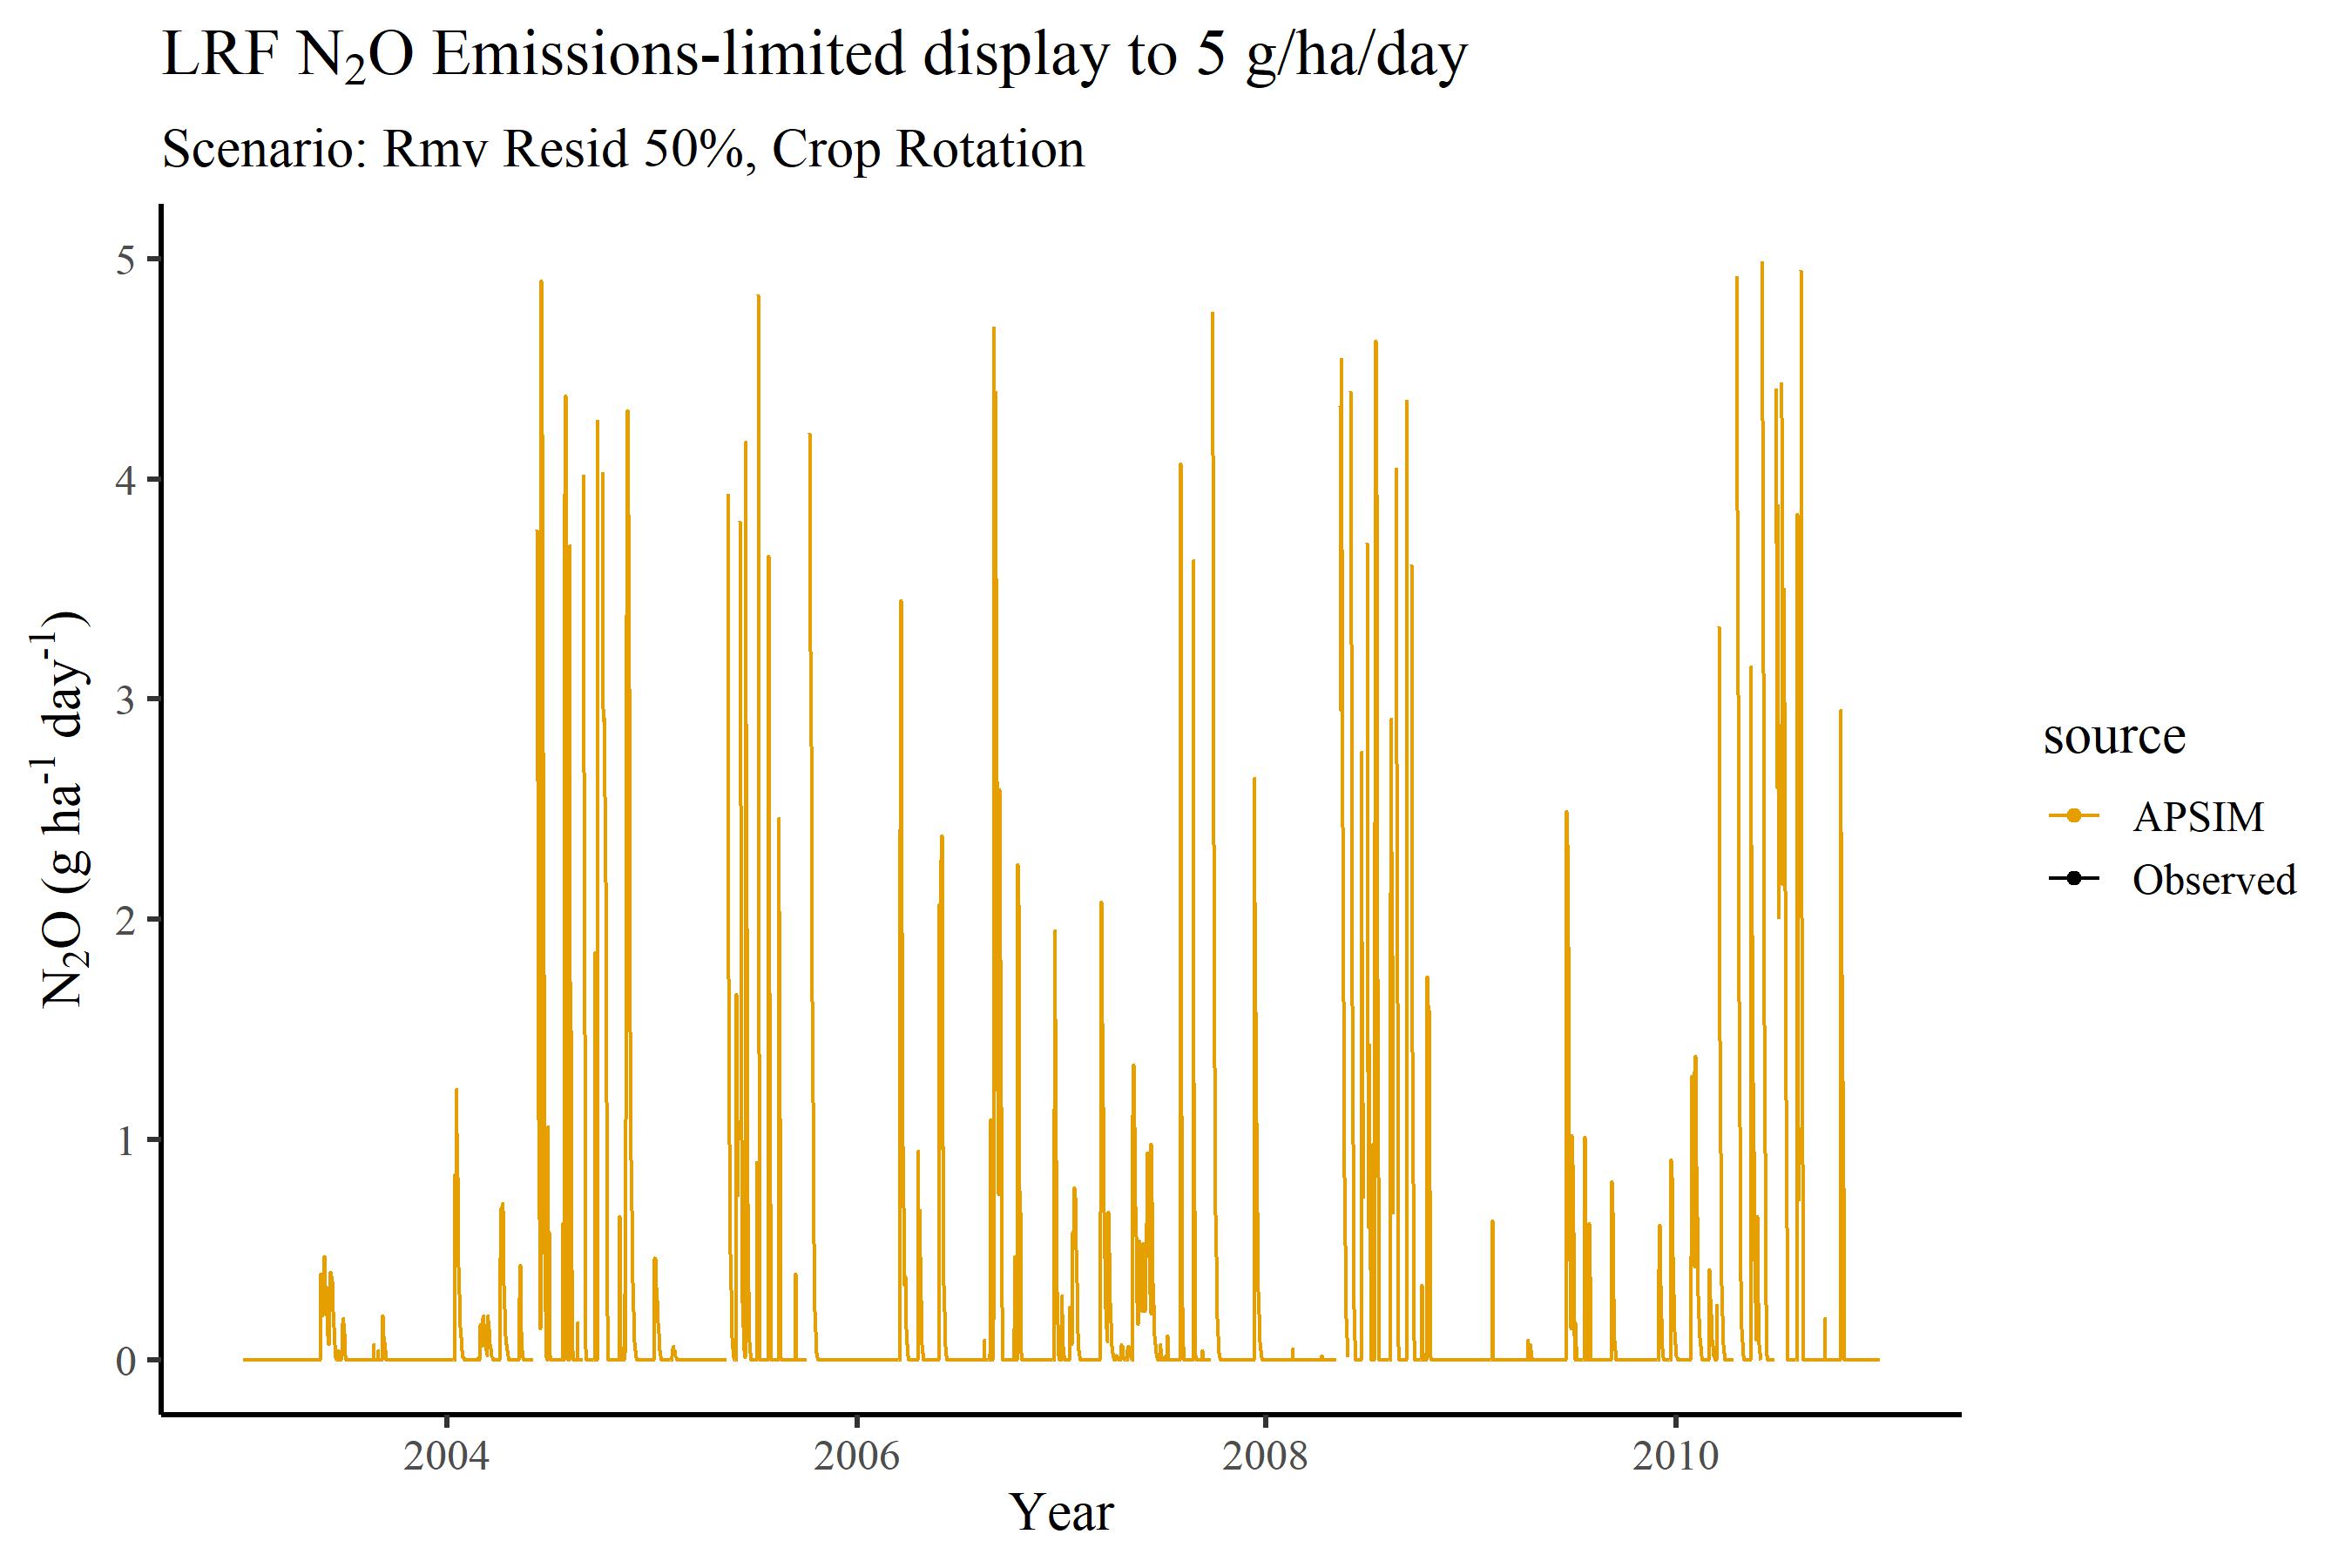 LRF N₂O Emissions-limited display to 5 g/ha/day
Scenario: Rmv Resid 50%, Crop Rotation
N₂O (g ha⁻¹ day⁻¹)
5
4
3
2
1
0
2004 2006 2008 2010
Year
source
APSIM
Observed